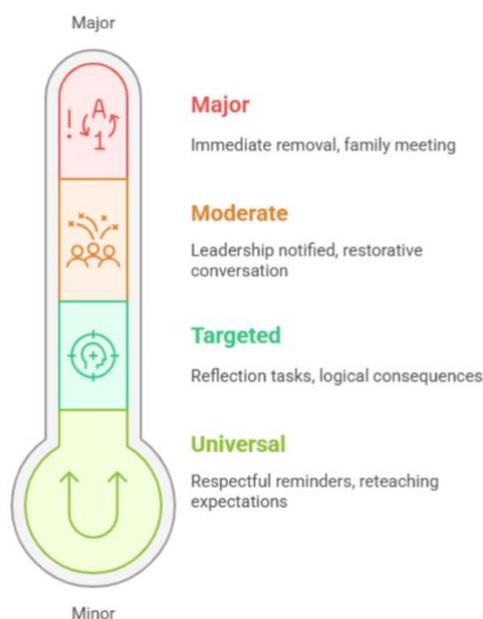 Major
! A
1
Major
Immediate removal, family meeting
Moderate
Leadership notified, restorative
conversation
Targeted
Reflection tasks, logical consequences
Universal
Respectful reminders, reteaching
expectations
Minor